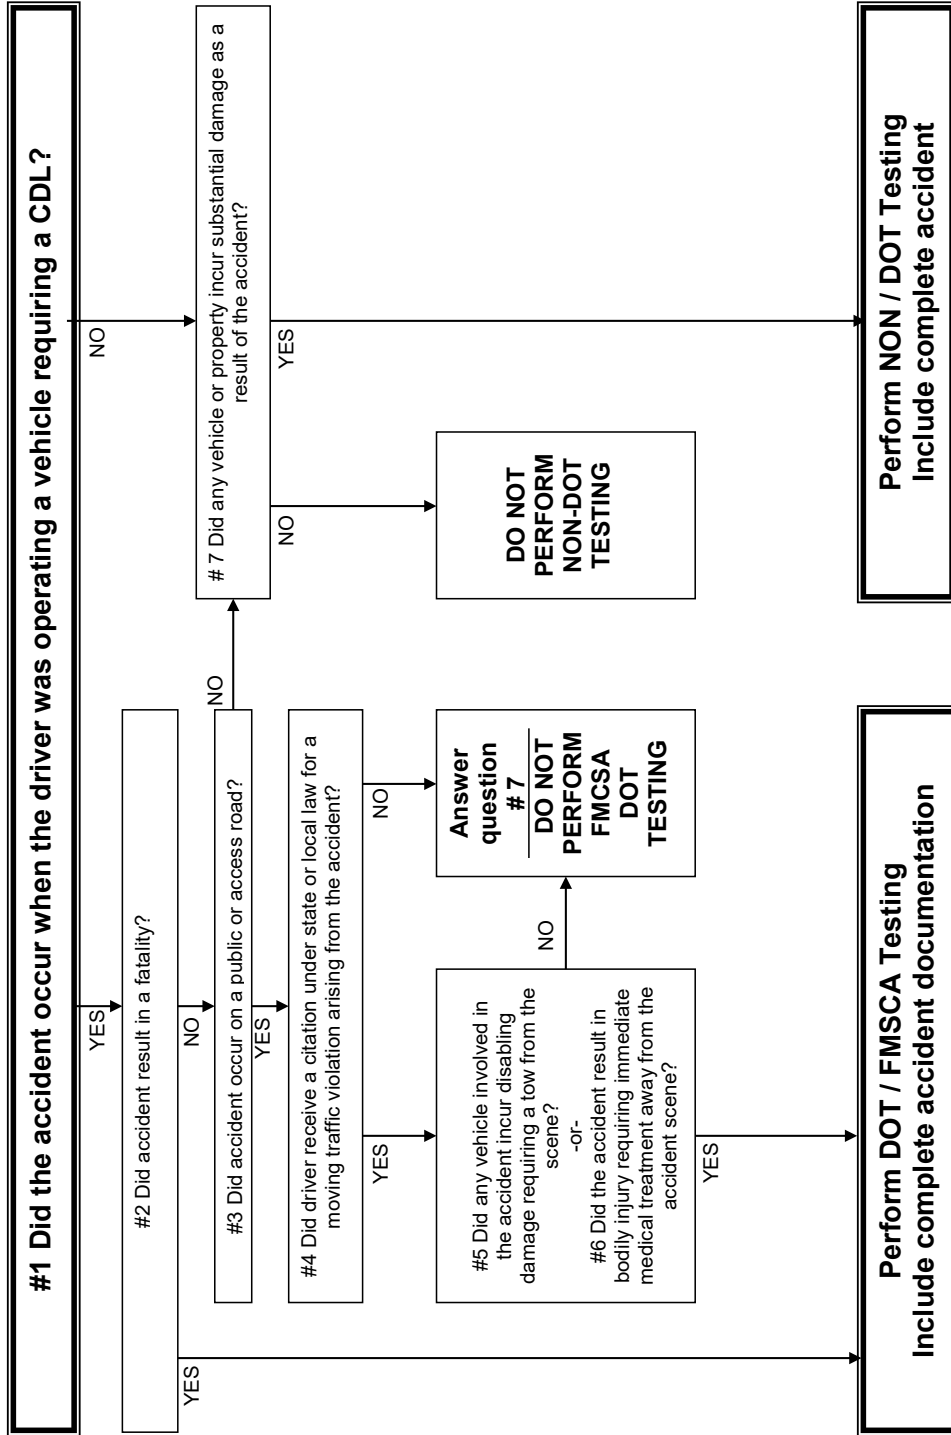 #1 Did the accident occur when the driver was operating a vehicle requiring a CDL?
YES
NO
#2 Did accident result in a fatality?
YES
NO
#3 Did accident occur on a public or access road?
NO
YES
#4 Did driver receive a citation under state or local law for a
moving traffic violation arising from the accident?
YES
NO
#5 Did any vehicle involved in
the accident incur disabling
damage requiring a tow from the
scene?
-or-
#6 Did the accident result in
bodily injury requiring immediate
medical treatment away from the
accident scene?
NO
YES
Answer
question
# 7
DO NOT
PERFORM
FMCSA
DOT
TESTING
# 7 Did any vehicle or property incur substantial damage as a
result of the accident?
NO
YES
DO NOT
PERFORM
NON-DOT
TESTING
Perform DOT / FMSCA Testing
Include complete accident documentation
Perform NON / DOT Testing
Include complete accident